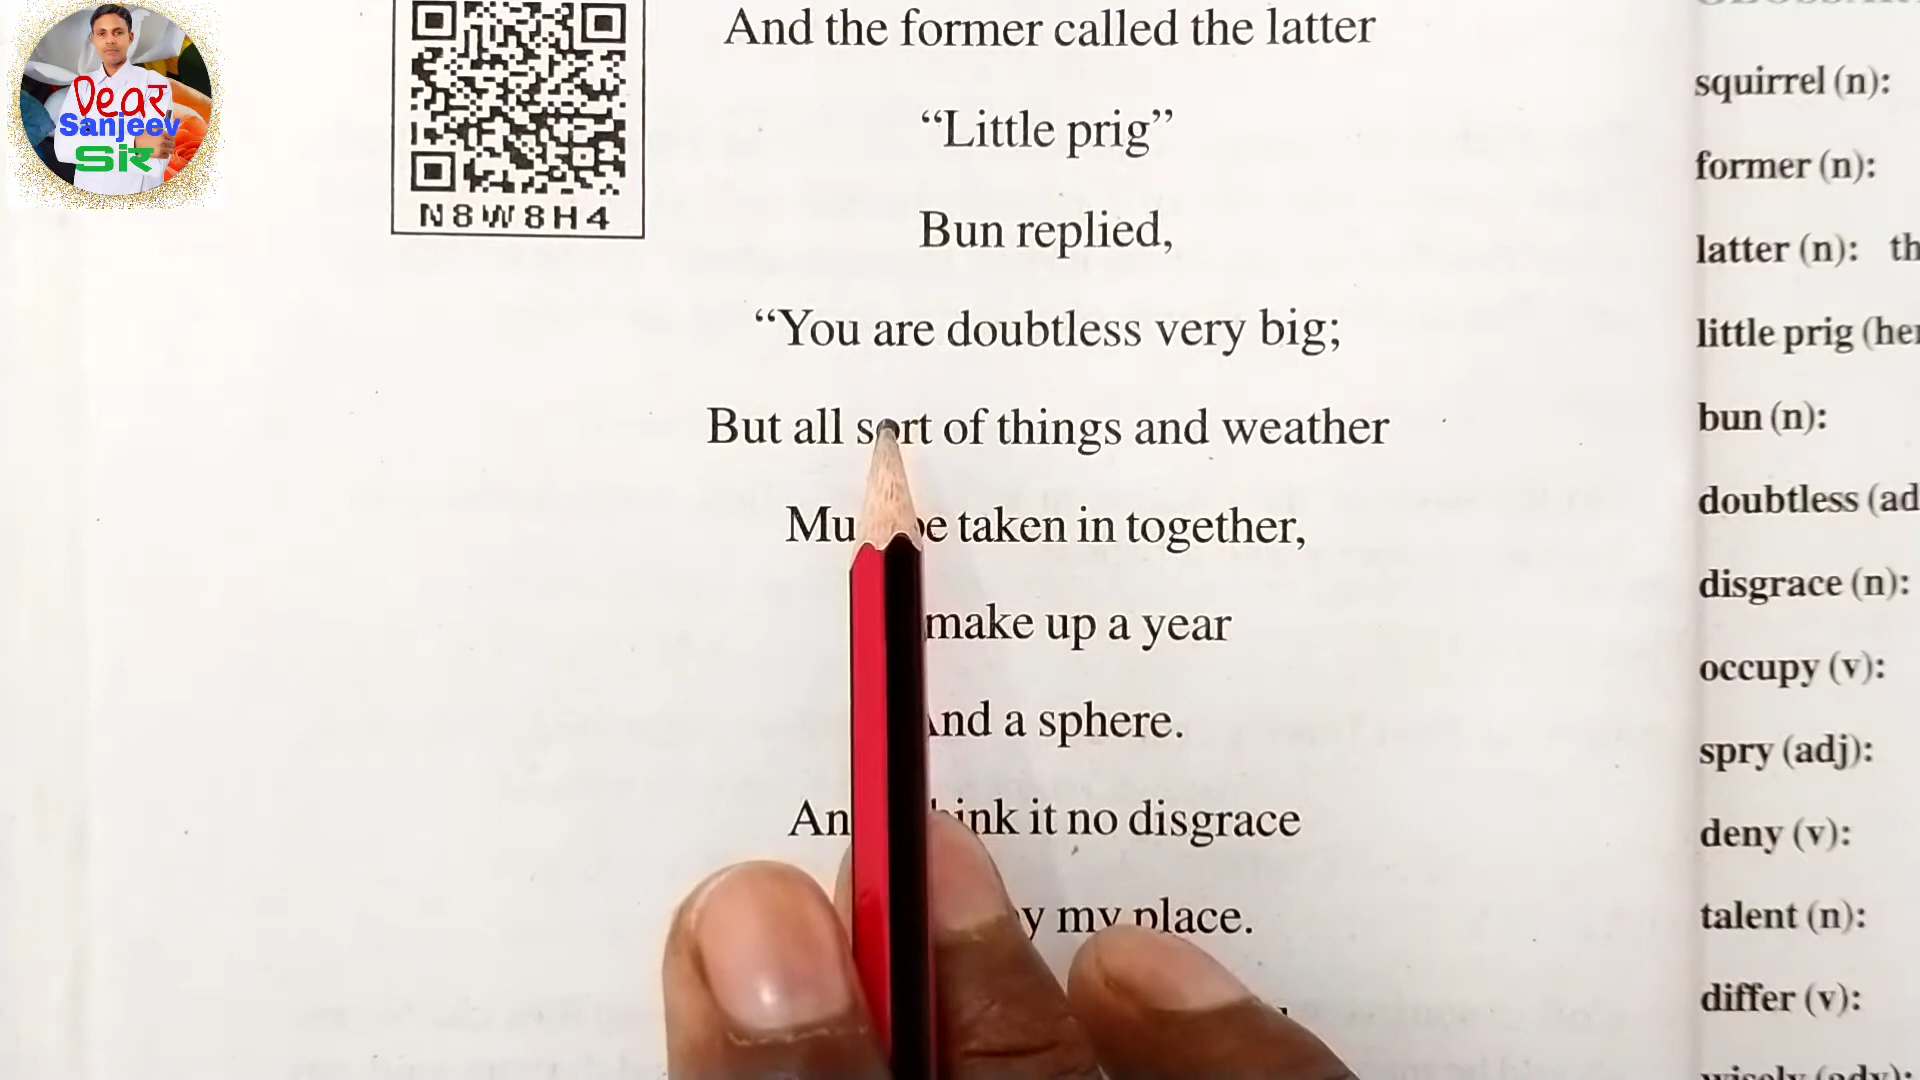 Dear
Sanjeev
Sir
N8W8H4
And the former called the latter
“Little prig”
Bun replied,
“You are doubtless very big;
But all sort of things and weather
taken in together,
make up a year
a sphere.
it no disgrace
my place.
squirrel (n):
former (n):
latter (n):
little prig
bun (n):
doubtless
disgrace (n):
occupy (v):
spry (adj):
deny (v):
talent (n):
differ (v):